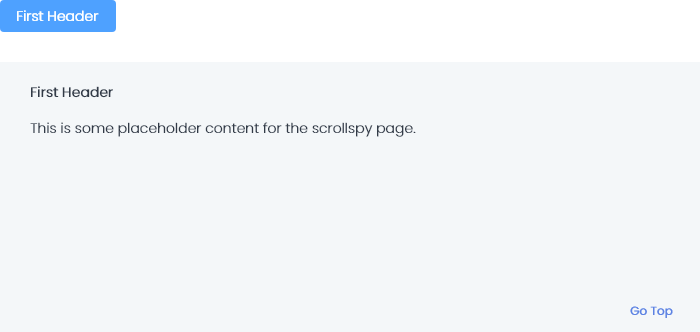 First Header
First Header
This is some placeholder content for the scrollspy page.
Go Top